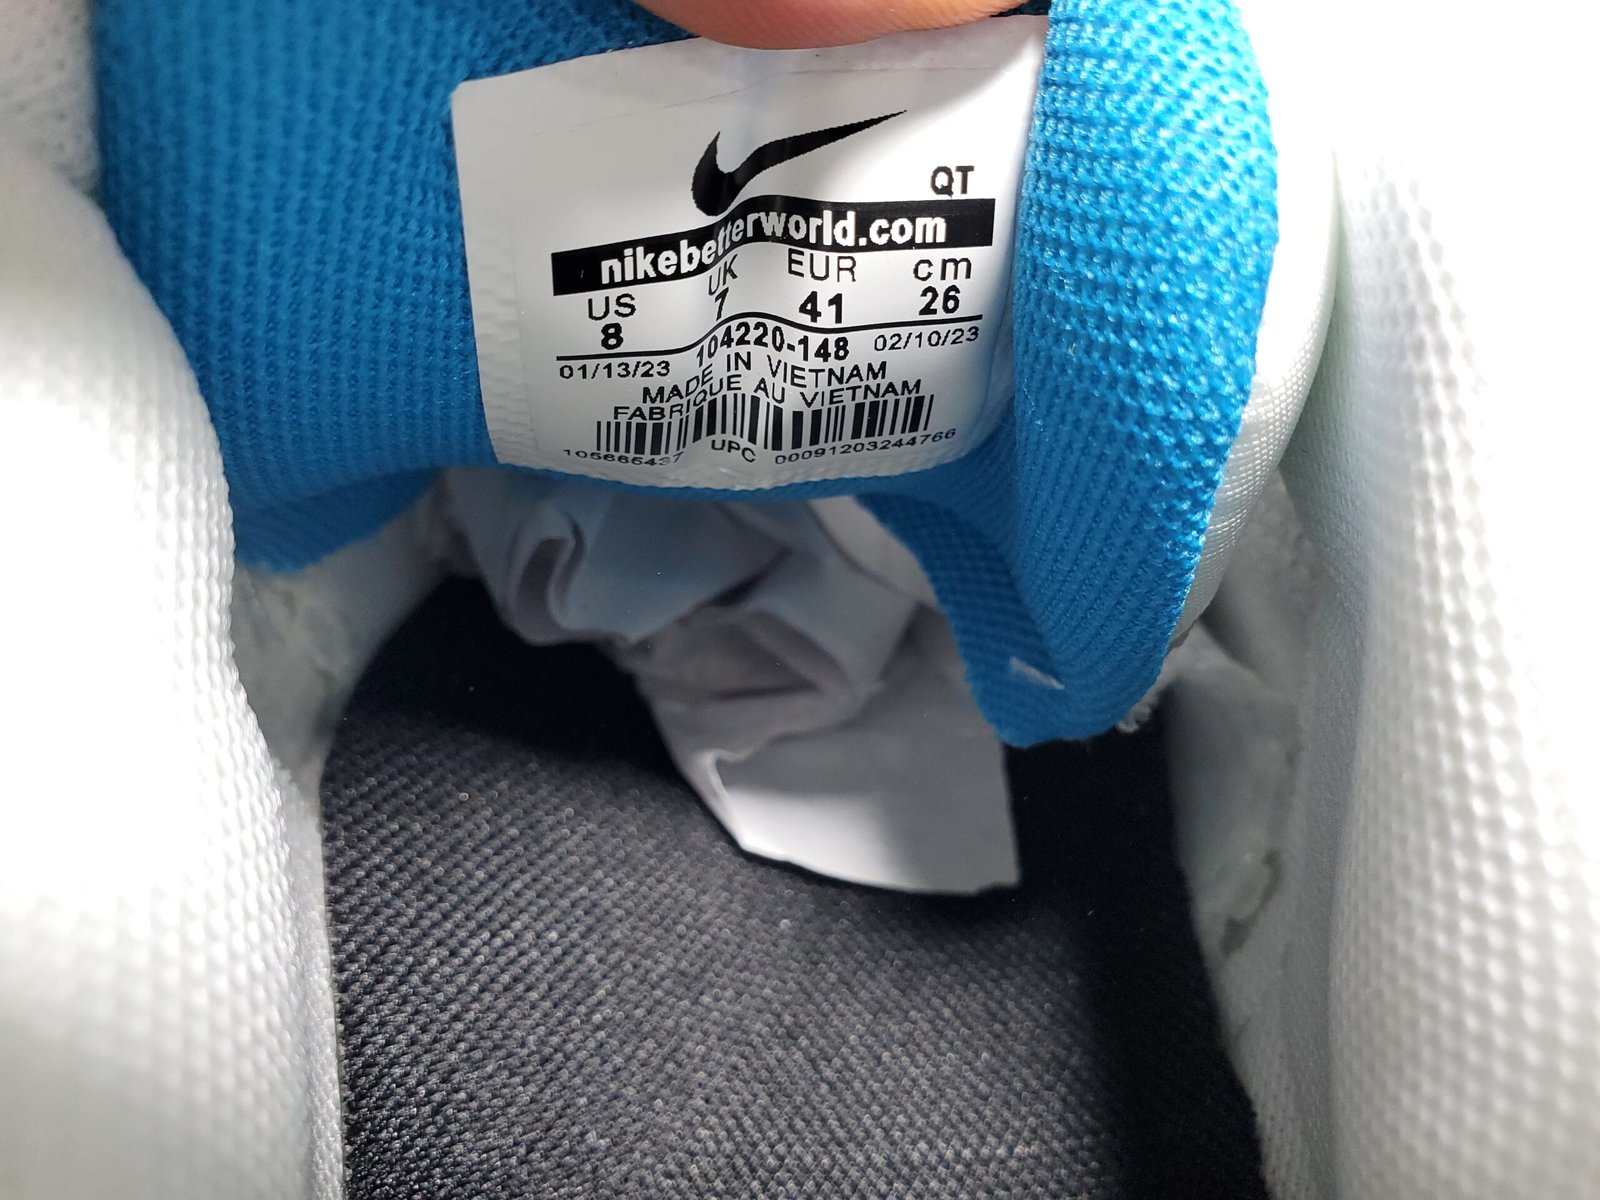 QT
nikebetterworld.com
US UK EUR cm
8 7 41 26
01/13/23 104220-148 02/10/23
MADE IN VIETNAM
FABRIQUE AU VIETNAM
105665437 UPC 00091203244766